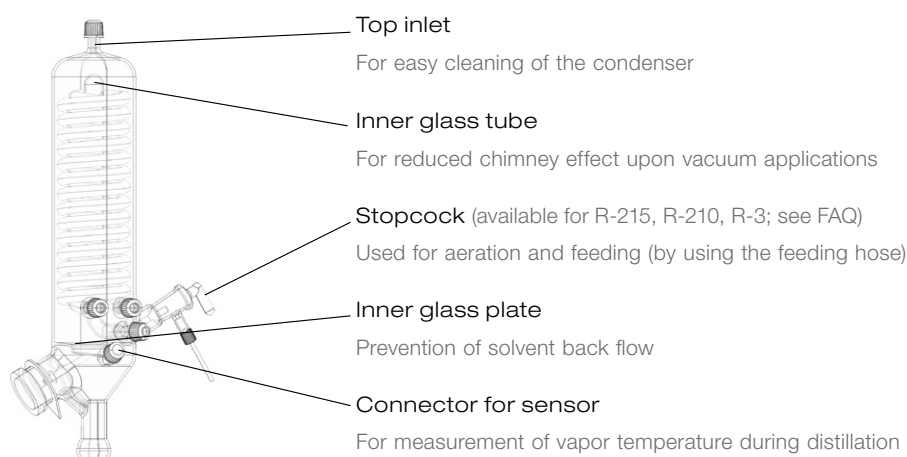 Top inlet
For easy cleaning of the condenser
Inner glass tube
For reduced chimney effect upon vacuum applications
Stopcock (available for R-215, R-210, R-3; see FAQ)
Used for aeration and feeding (by using the feeding hose)
Inner glass plate
Prevention of solvent back flow
Connector for sensor
For measurement of vapor temperature during distillation